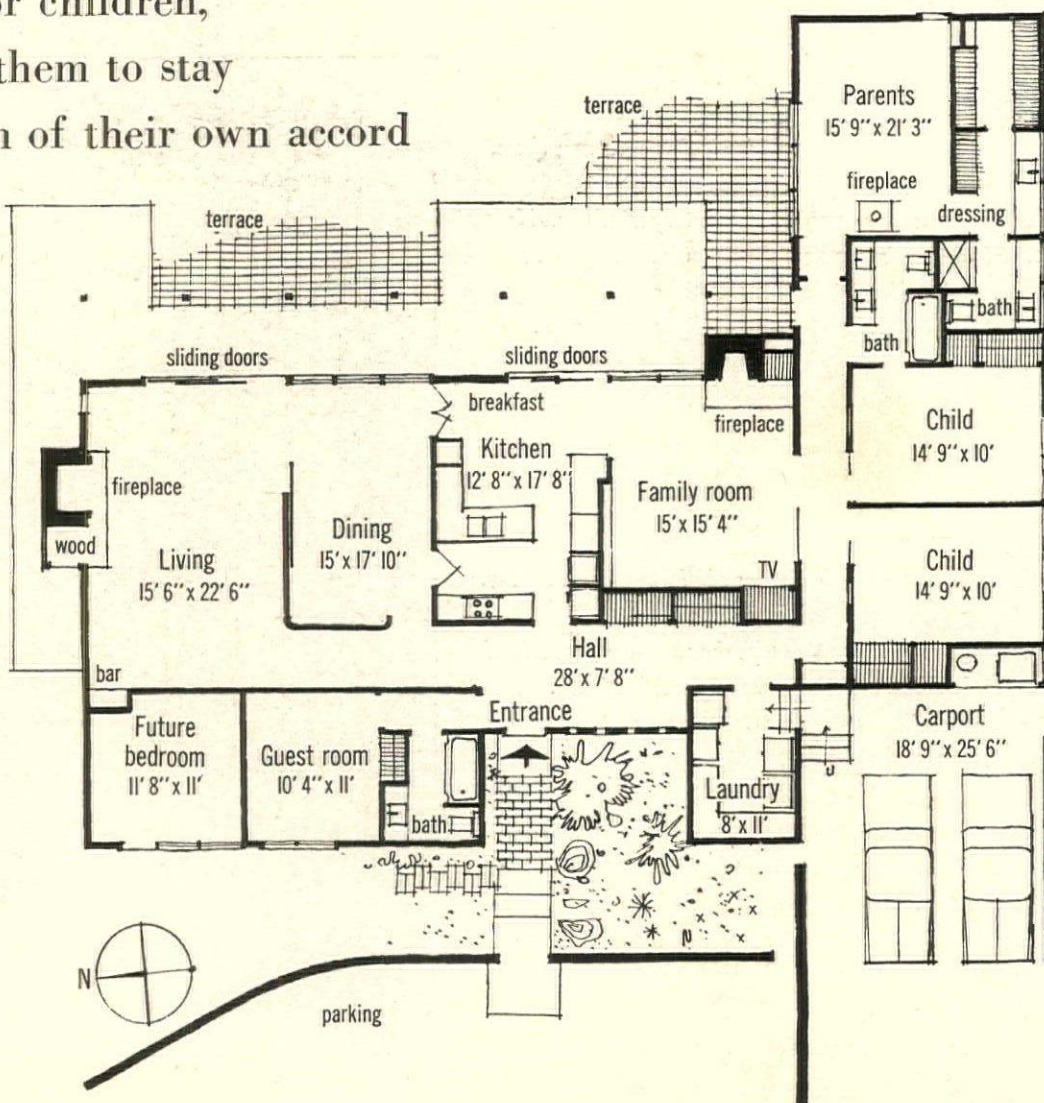 or children,
them to stay
of their own accord
terrace
Parents
15' 9'' x 21' 3''
fireplace
dressing
terrace
bath
bath
sliding doors
sliding doors
breakfast
fireplace
Kitchen
12' 8'' x 17' 8''
Child
14' 9'' x 10'
fireplace
Family room
15' x 15' 4''
Dining
15' x 17' 10''
wood
Living
15' 6'' x 22' 6''
TV
Child
14' 9'' x 10'
Hall
28' x 7' 8''
bar
Entrance
Future
bedroom
11' 8'' x 11'
Guest room
10' 4'' x 11'
Carport
18' 9'' x 25' 6''
U
Laundry
8' x 11'
bath
N
parking